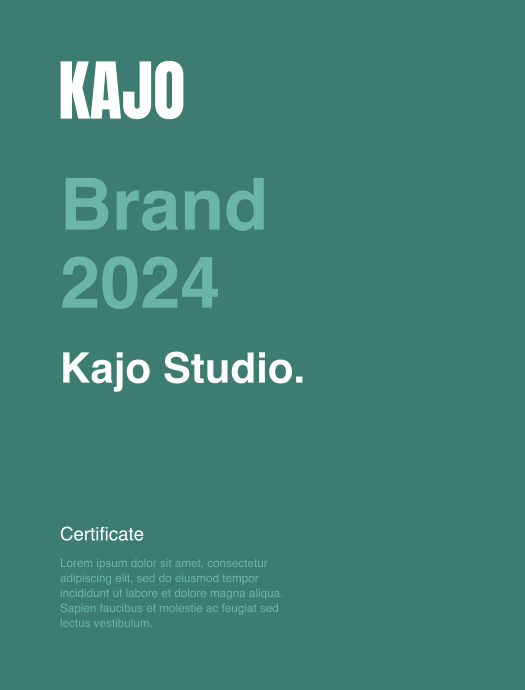 KAJO
Brand
2024
Kajo Studio.
Certificate
Lorem ipsum dolor sit amet, consectetur
adipiscing elit, sed do eiusmod tempor
incididunt ut labore et dolore magna aliqua.
Sapien faucibus et molestie ac feugiat sed
lectus vestibulum.